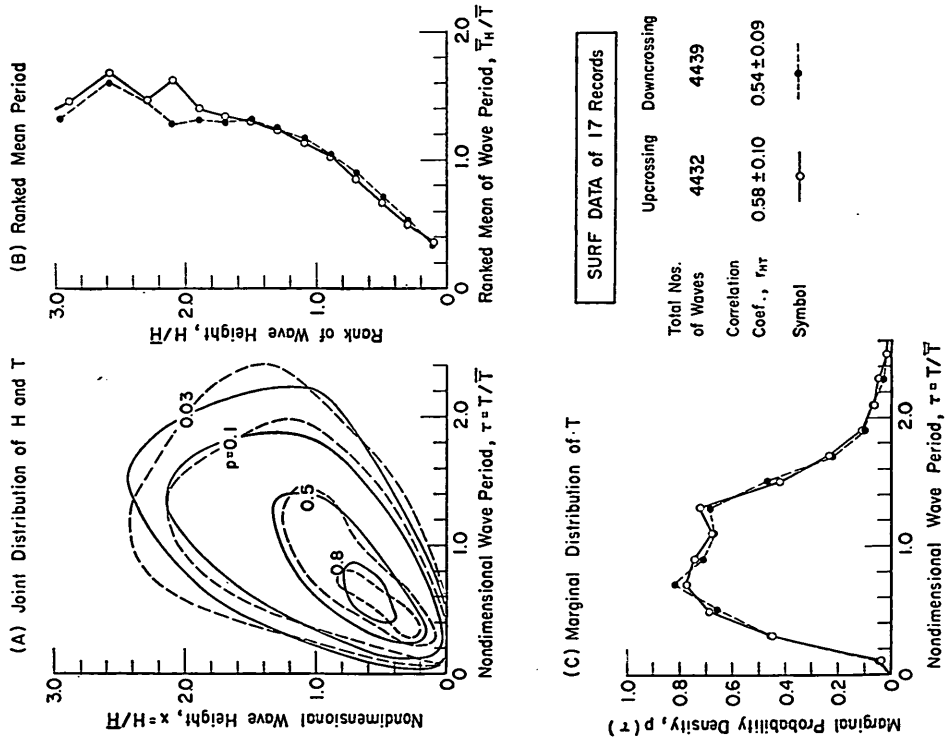 (A) Joint Distribution of H and T
Nondimensional Wave Height, x = H/H̅
3.0
2.0
1.0
0
0.03
p=0.1
0.5
0.8
0
1.0
2.0
Nondimensional Wave Period, τ = T/T̅
(B) Ranked Mean Period
Rank of Wave Height, H/H̅
3.0
2.0
1.0
0
0
1.0
2.0
Ranked Mean of Wave Period, T̅H/T̅
(C) Marginal Distribution of T
Marginal Probability Density, p(τ)
1.0
0.8
0.6
0.4
0.2
0
0
1.0
2.0
Nondimensional Wave Period, τ = T/T̅
SURF DATA of 17 Records
Upcrossing Downcrossing
Total Nos. of Waves 4432 4439
Correlation Coef., rHT 0.58±0.10 0.54±0.09
Symbol